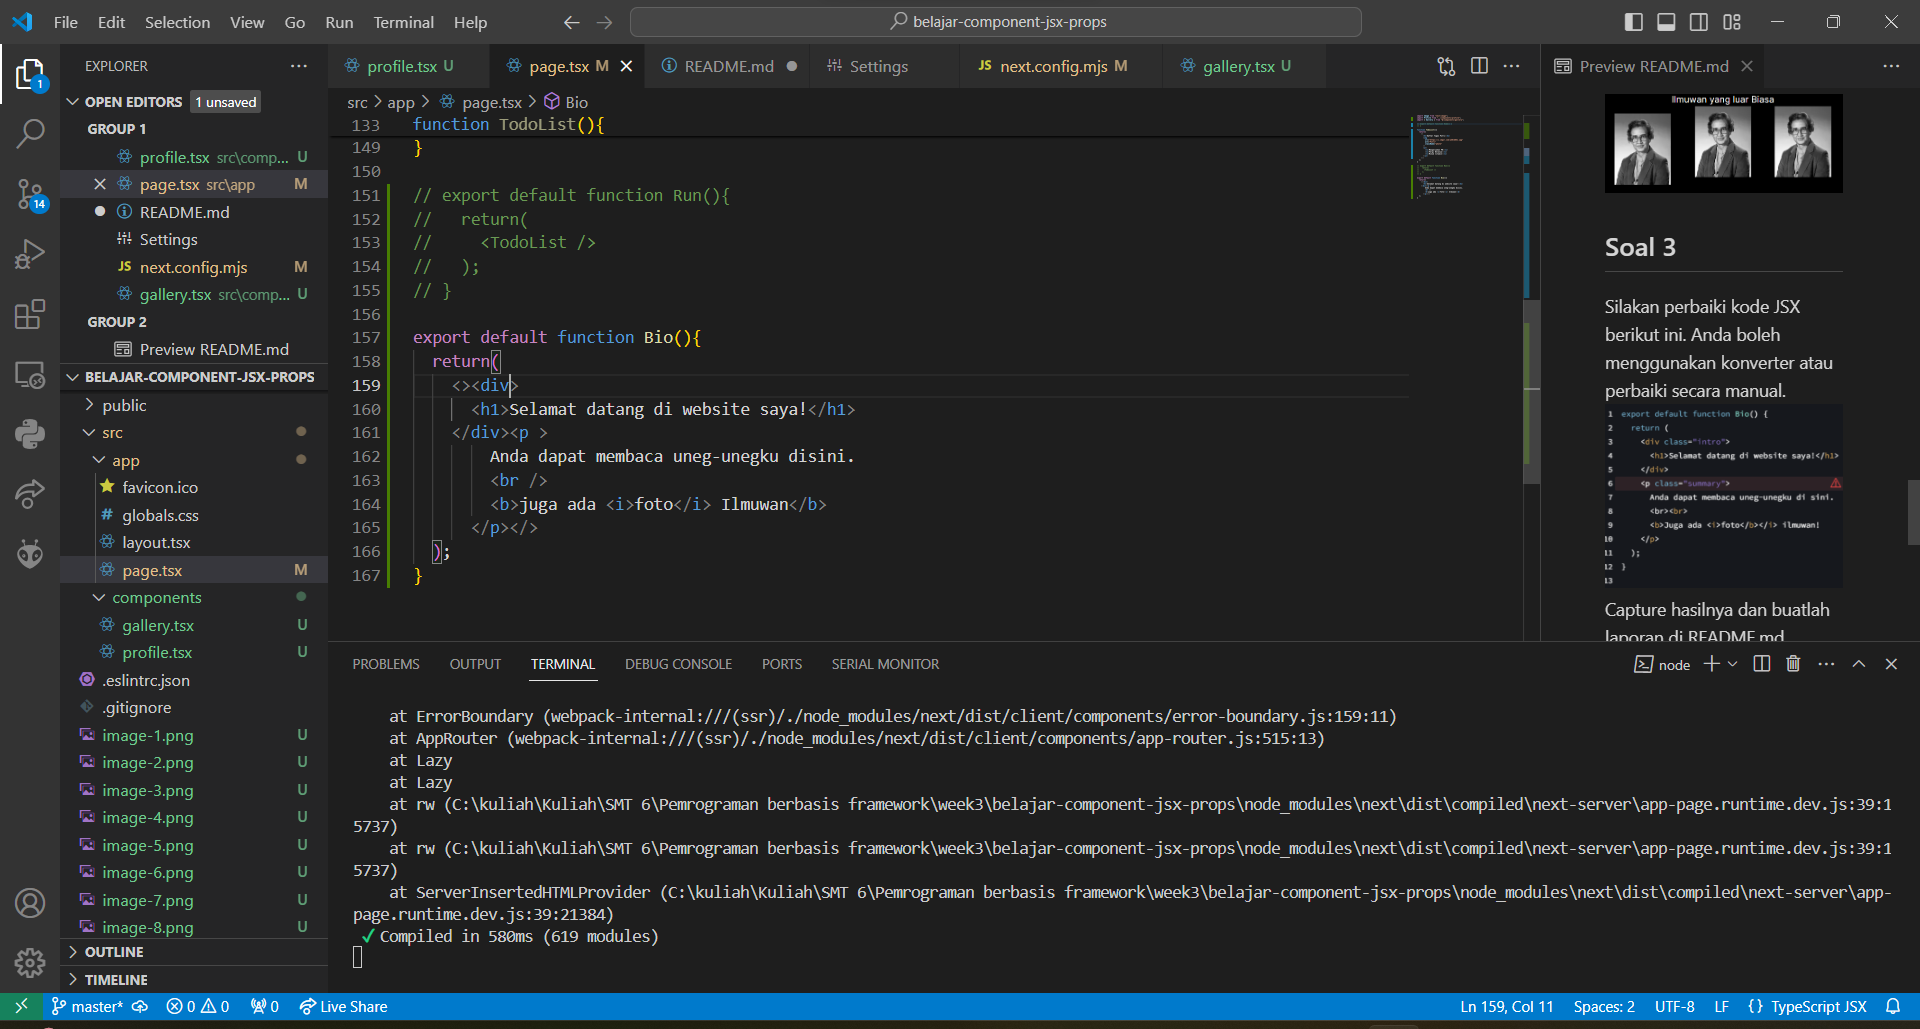 File Edit Selection View Go Run Terminal Help
belajar-component-jsx-props
EXPLORER
OPEN EDITORS 1 unsaved
GROUP 1
profile.tsx src\comp... U
page.tsx src\app M
README.md
Settings
JS next.config.mjs M
gallery.tsx src\comp... U
GROUP 2
Preview README.md
BELAJAR-COMPONENT-JSX-PROPS
public
src
app
favicon.ico
# globals.css
layout.tsx
page.tsx M
components
gallery.tsx U
profile.tsx U
.eslintrc.json
.gitignore
image-1.png U
image-2.png U
image-3.png U
image-4.png U
image-5.png U
image-6.png U
image-7.png U
image-8.png U
OUTLINE
TIMELINE
1
14
profile.tsx U page.tsx M README.md Settings JS next.config.mjs M gallery.tsx U
src > app > page.tsx > Bio
133 function TodoList(){
149 }
150
151 // export default function Run(){
152 //   return(
153 //     <TodoList />
154 //   );
155 // }
156
157 export default function Bio(){
158   return(
159     <><div>
160       <h1>Selamat datang di website saya!</h1>
161     </div><p >
162         Anda dapat membaca uneg-unegku disini.
163         <br />
164         <b>juga ada <i>foto</i> Ilmuwan</b>
165       </p></>
166   );
167 }
Preview README.md
Ilmuwan yang luar Biasa
Soal 3
Silakan perbaiki kode JSX
berikut ini. Anda boleh
menggunakan konverter atau
perbaiki secara manual.
1 export default function Bio() {
2   return (
3     <div class="intro">
4       <h1>Selamat datang di website saya!</h1>
5     </div>
6     <p class="summary">
7       Anda dapat membaca uneg-unegku di sini.
8       <br><br>
9       <b>Juga ada <i>foto</b></i> ilmuwan!
10     </p>
11   );
12 }
13
Capture hasilnya dan buatlah
laporan di README.md
PROBLEMS OUTPUT TERMINAL DEBUG CONSOLE PORTS SERIAL MONITOR
node
at ErrorBoundary (webpack-internal:///(ssr)/./node_modules/next/dist/client/components/error-boundary.js:159:11)
at AppRouter (webpack-internal:///(ssr)/./node_modules/next/dist/client/components/app-router.js:515:13)
at Lazy
at Lazy
at rw (C:\kuliah\Kuliah\SMT 6\Pemrograman berbasis framework\week3\belajar-component-jsx-props\node_modules\next\dist\compiled\next-server\app-page.runtime.dev.js:39:1
5737)
at rw (C:\kuliah\Kuliah\SMT 6\Pemrograman berbasis framework\week3\belajar-component-jsx-props\node_modules\next\dist\compiled\next-server\app-page.runtime.dev.js:39:1
5737)
at ServerInsertedHTMLProvider (C:\kuliah\Kuliah\SMT 6\Pemrograman berbasis framework\week3\belajar-component-jsx-props\node_modules\next\dist\compiled\next-server\app-
page.runtime.dev.js:39:21384)
✓ Compiled in 580ms (619 modules)
master* 0 0 0 Live Share
Ln 159, Col 11 Spaces: 2 UTF-8 LF {} TypeScript JSX